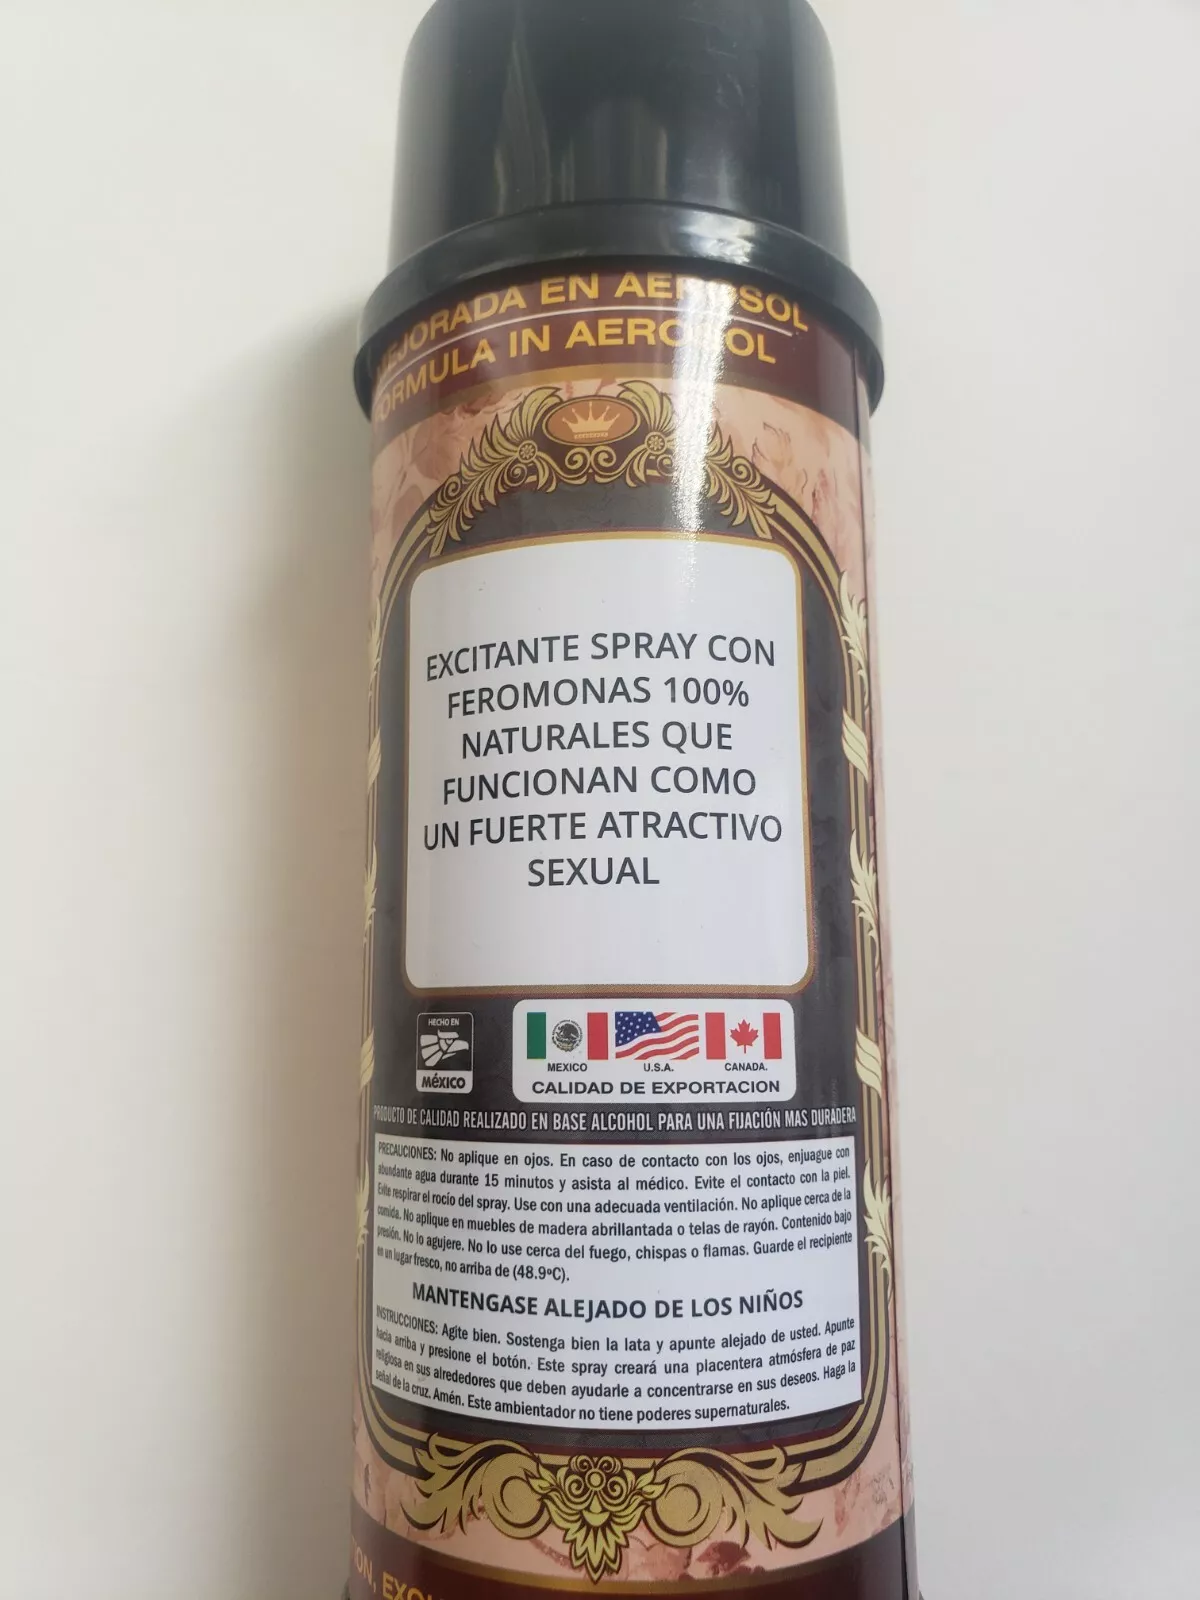 MEJORADA EN AEROSOL
FORMULA IN AEROSOL
EXCITANTE SPRAY CON
FEROMONAS 100%
NATURALES QUE
FUNCIONAN COMO
UN FUERTE ATRACTIVO
SEXUAL
HECHO EN
MéXICO
MEXICO U.S.A. CANADA.
CALIDAD DE EXPORTACION
PRODUCTO DE CALIDAD REALIZADO EN BASE ALCOHOL PARA UNA FIJACIÓN MAS DURADERA
PRECAUCIONES: No aplique en ojos. En caso de contacto con los ojos, enjuague con
abundante agua durante 15 minutos y asista al médico. Evite el contacto con la piel.
Evite respirar el rocío del spray. Use con una adecuada ventilación. No aplique cerca de la
comida. No aplique en muebles de madera abrillantada o telas de rayón. Contenido bajo
presión. No lo agujere. No lo use cerca del fuego, chispas o flamas. Guarde el recipiente
en un lugar fresco, no arriba de (48.9ºC).
MANTENGASE ALEJADO DE LOS NIÑOS
INSTRUCCIONES: Agite bien. Sostenga bien la lata y apunte alejado de usted. Apunte
hacia arriba y presione el botón. Este spray creará una placentera atmósfera de paz
religiosa en sus alrededores que deben ayudarle a concentrarse en sus deseos. Haga la
señal de la cruz. Amén. Este ambientador no tiene poderes supernaturales.